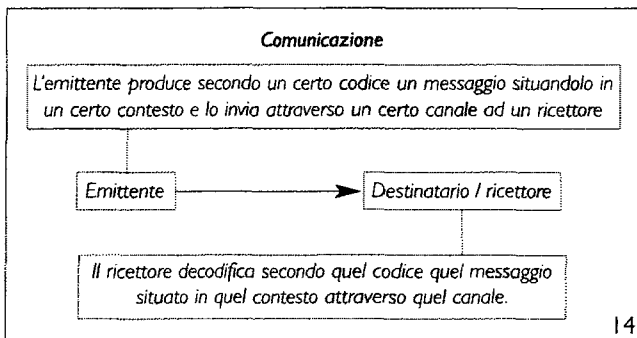 Comunicazione
L'emittente produce secondo un certo codice un messaggio situandolo in
un certo contesto e lo invia attraverso un certo canale ad un ricettore
Emittente
Destinatario / ricettore
Il ricettore decodifica secondo quel codice quel messaggio
situato in quel contesto attraverso quel canale.
14